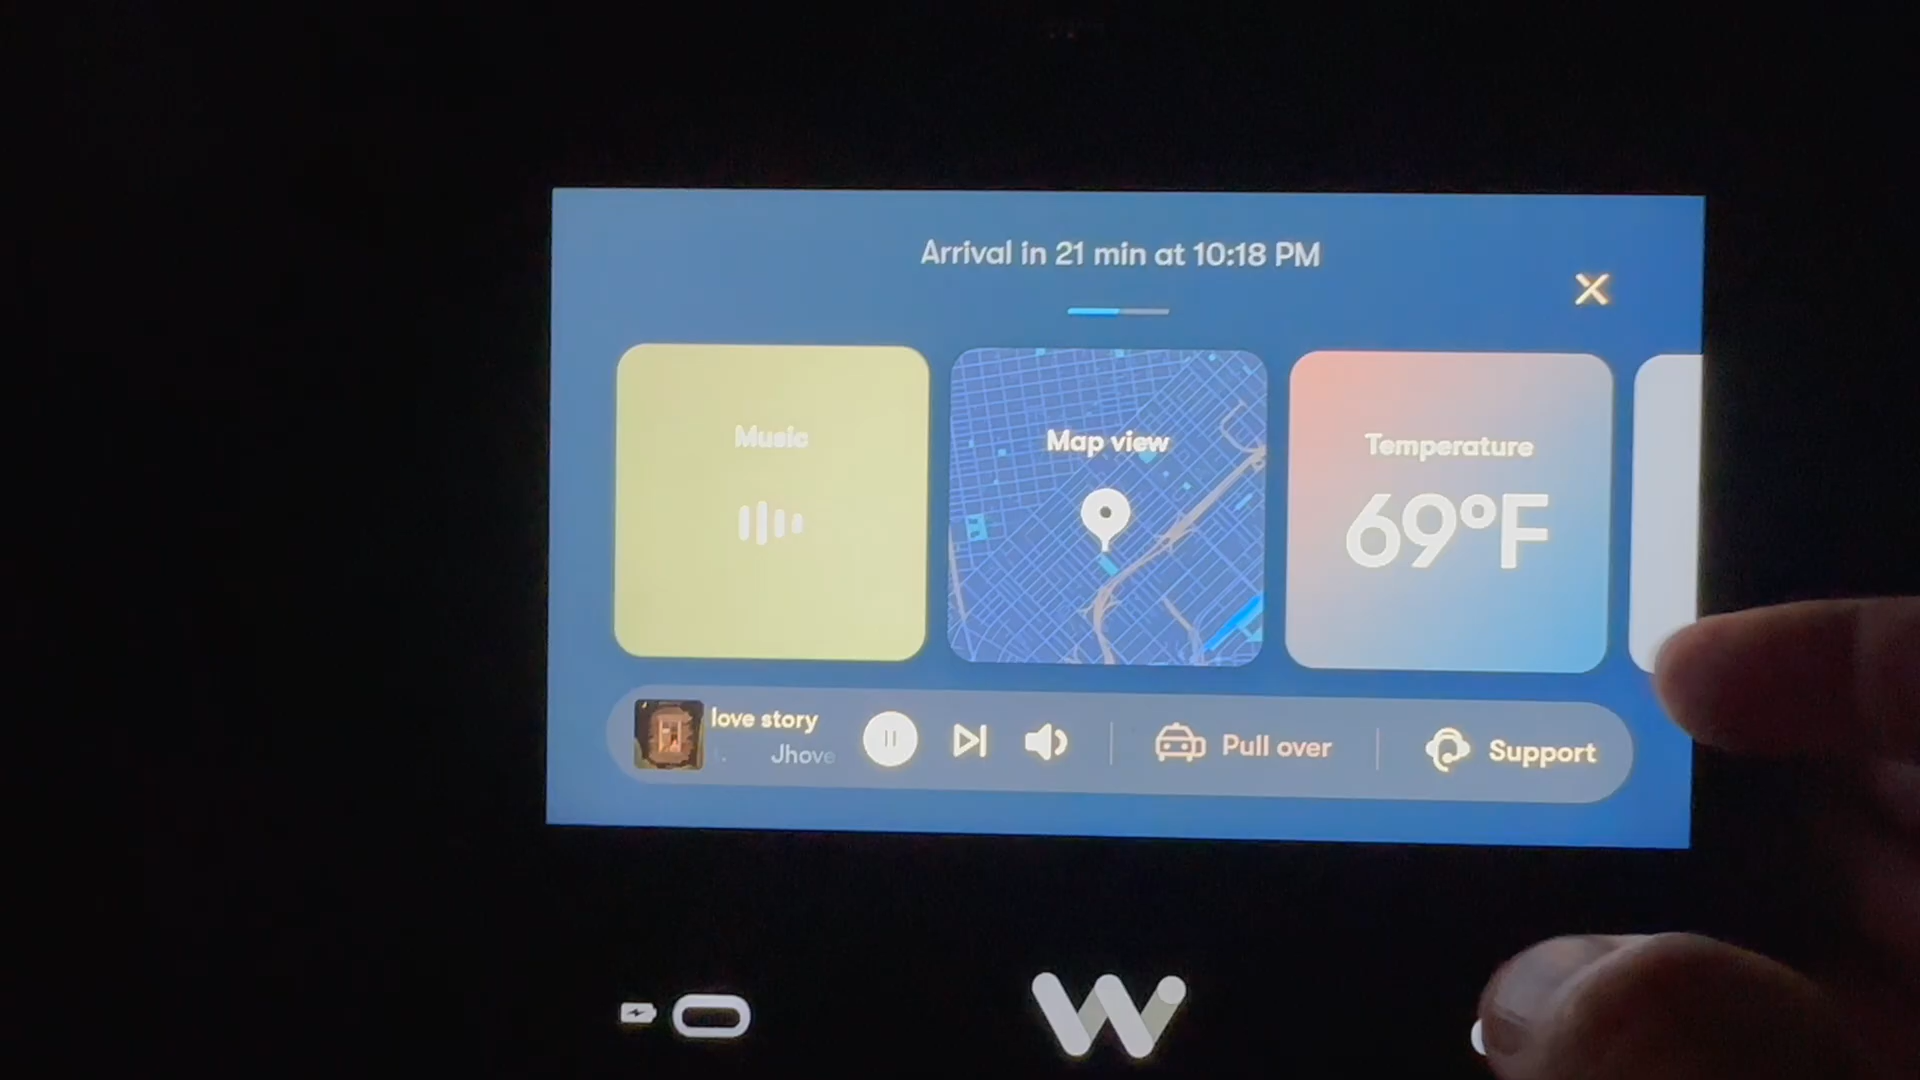 Arrival in 21 min at 10:18 PM
Music
Map view
Temperature
69°F
love story
Jhove
Pull over
Support